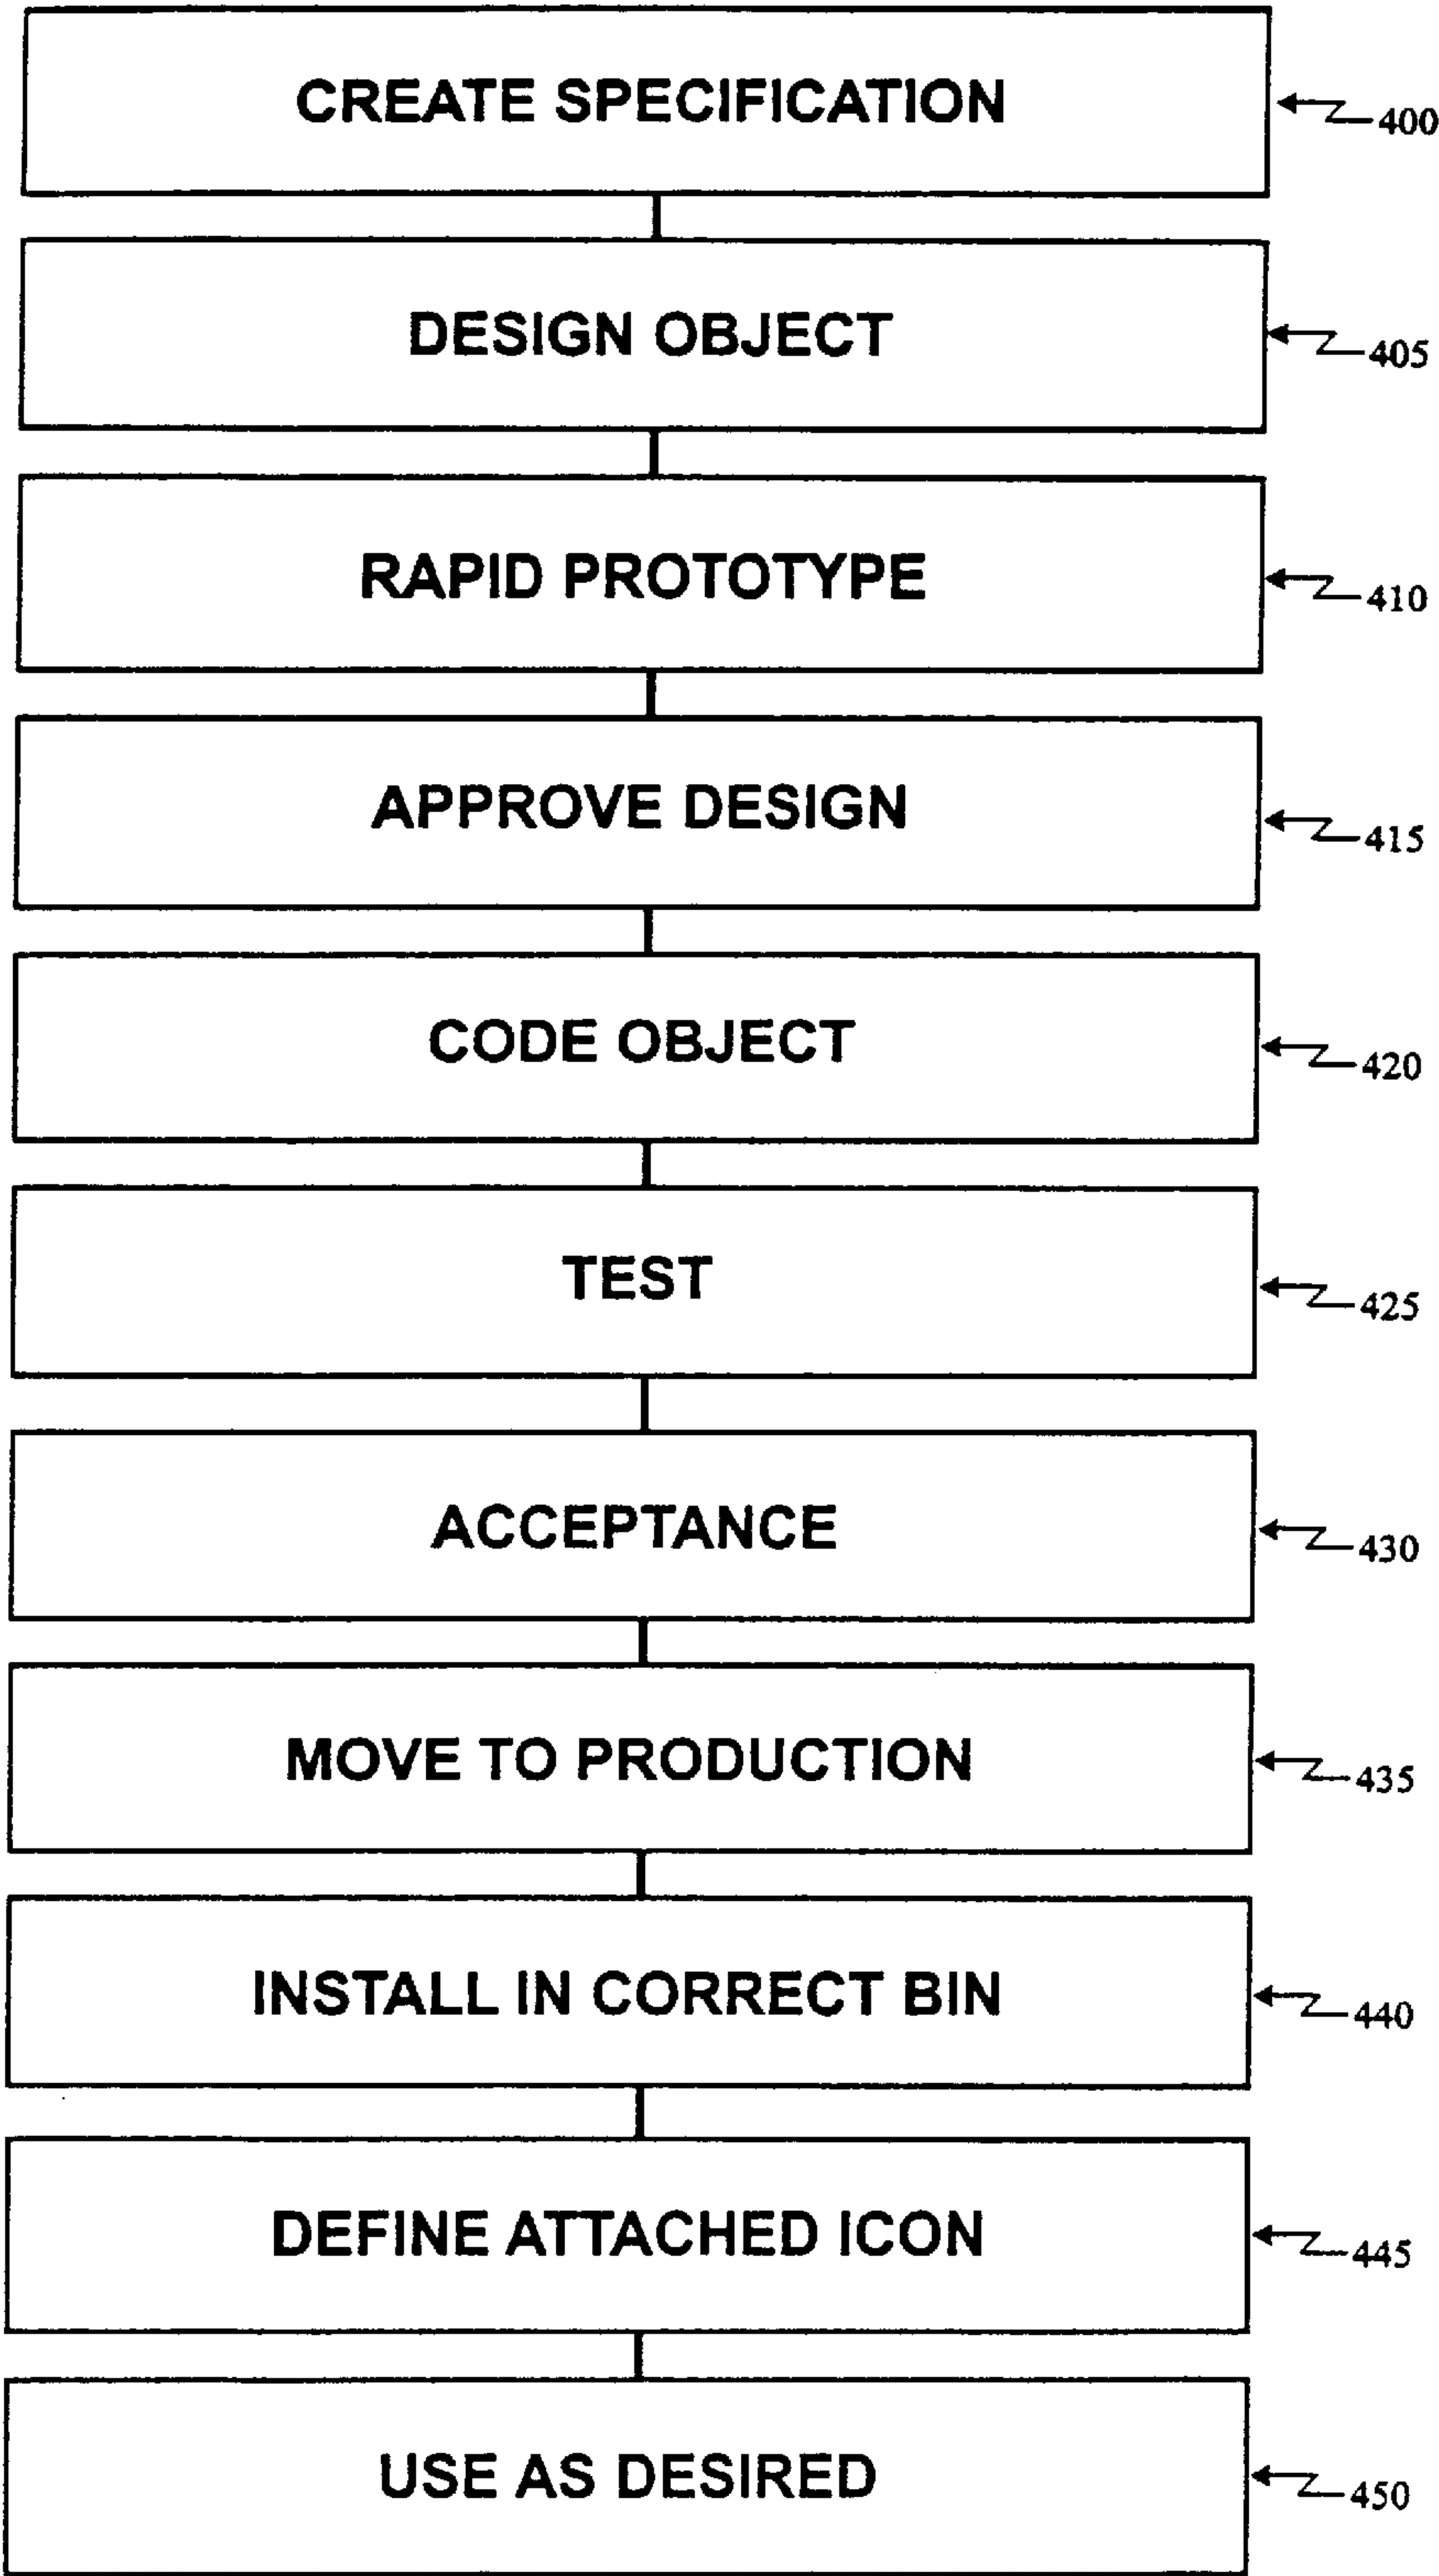 CREATE SPECIFICATION
400
DESIGN OBJECT
405
RAPID PROTOTYPE
410
APPROVE DESIGN
415
CODE OBJECT
420
TEST
425
ACCEPTANCE
430
MOVE TO PRODUCTION
435
INSTALL IN CORRECT BIN
440
DEFINE ATTACHED ICON
445
USE AS DESIRED
450